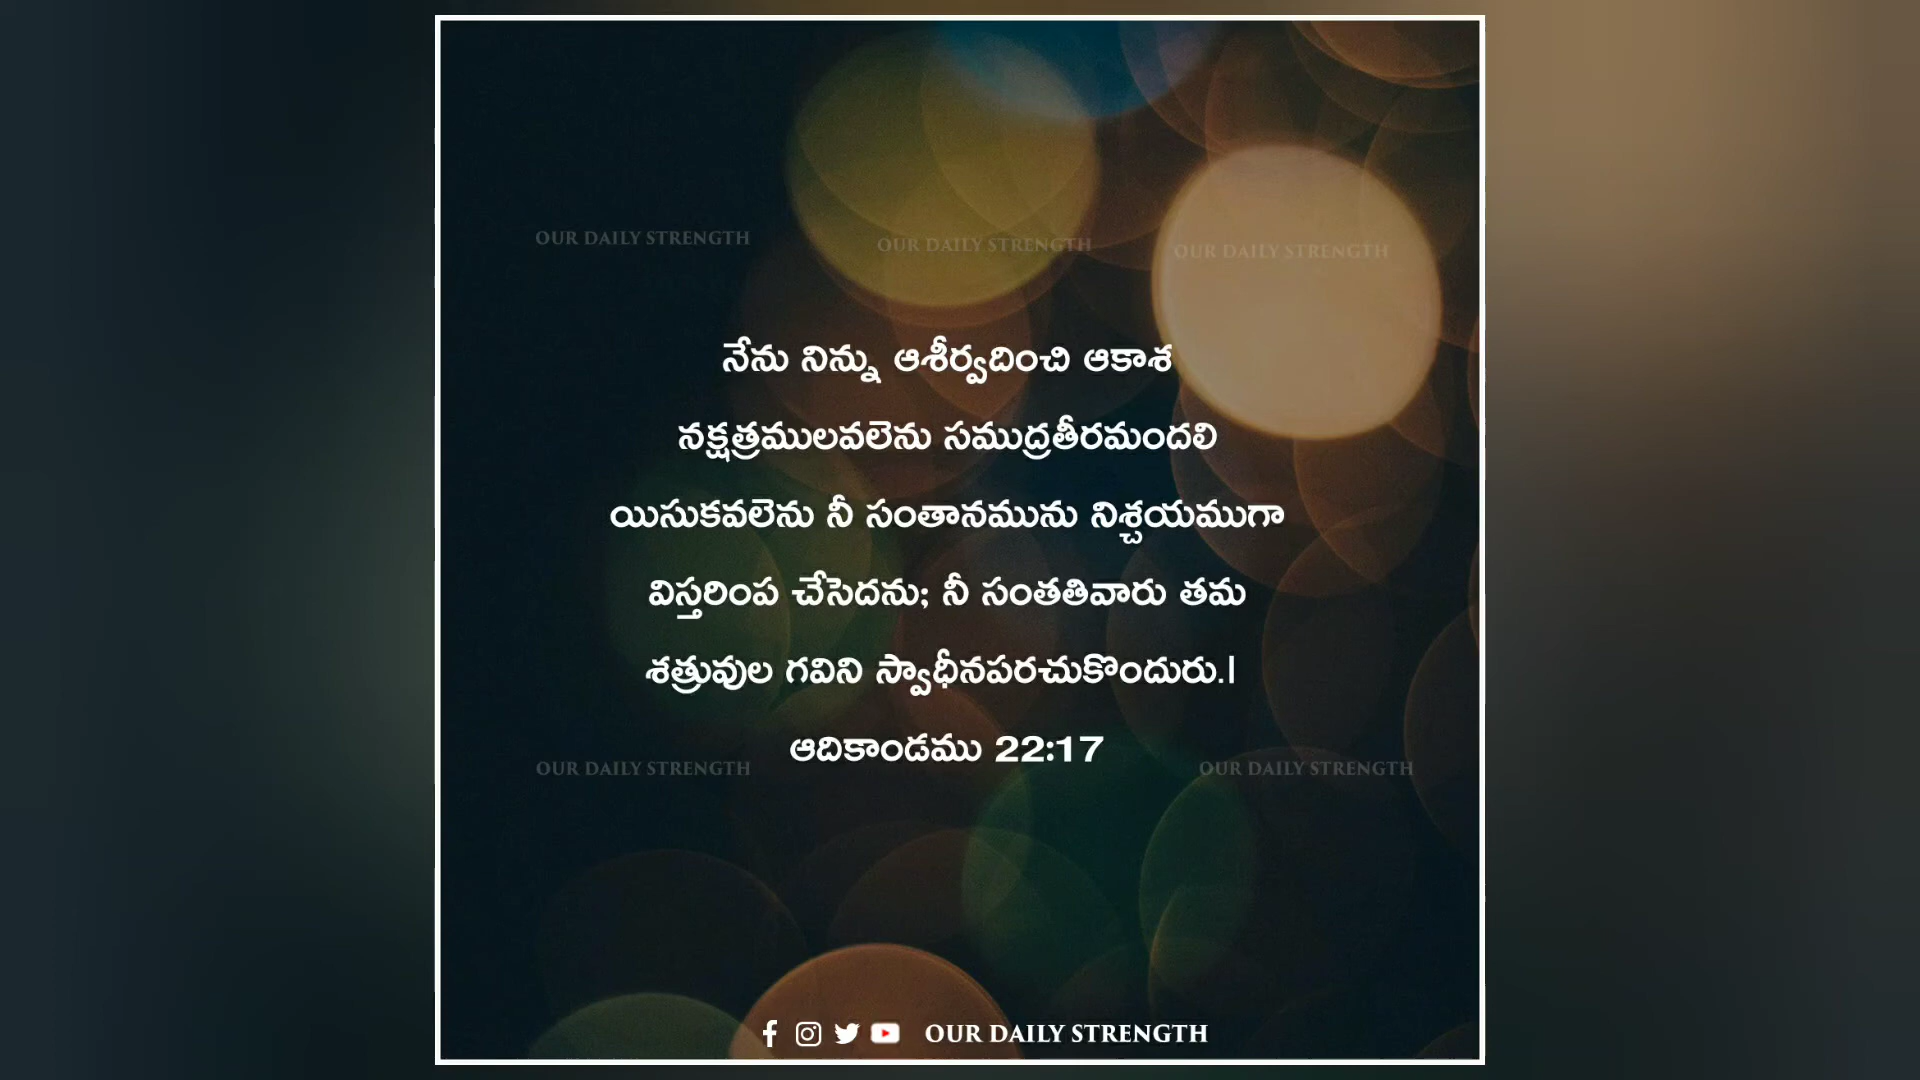 OUR DAILY STRENGTH OUR DAILY STRENGTH OUR DAILY STRENGTH
నేను నిన్ను ఆశీర్వదించి ఆకాశ
నక్షత్రములవలెను సముద్రతీరమందలి
యిసుకవలెను నీ సంతానమును నిశ్చయముగా
విస్తరింప చేసెదను; నీ సంతతివారు తమ
శత్రువుల గవిని స్వాధీనపరచుకొందురు.|
ఆదికాండము 22:17
OUR DAILY STRENGTH OUR DAILY STRENGTH
OUR DAILY STRENGTH